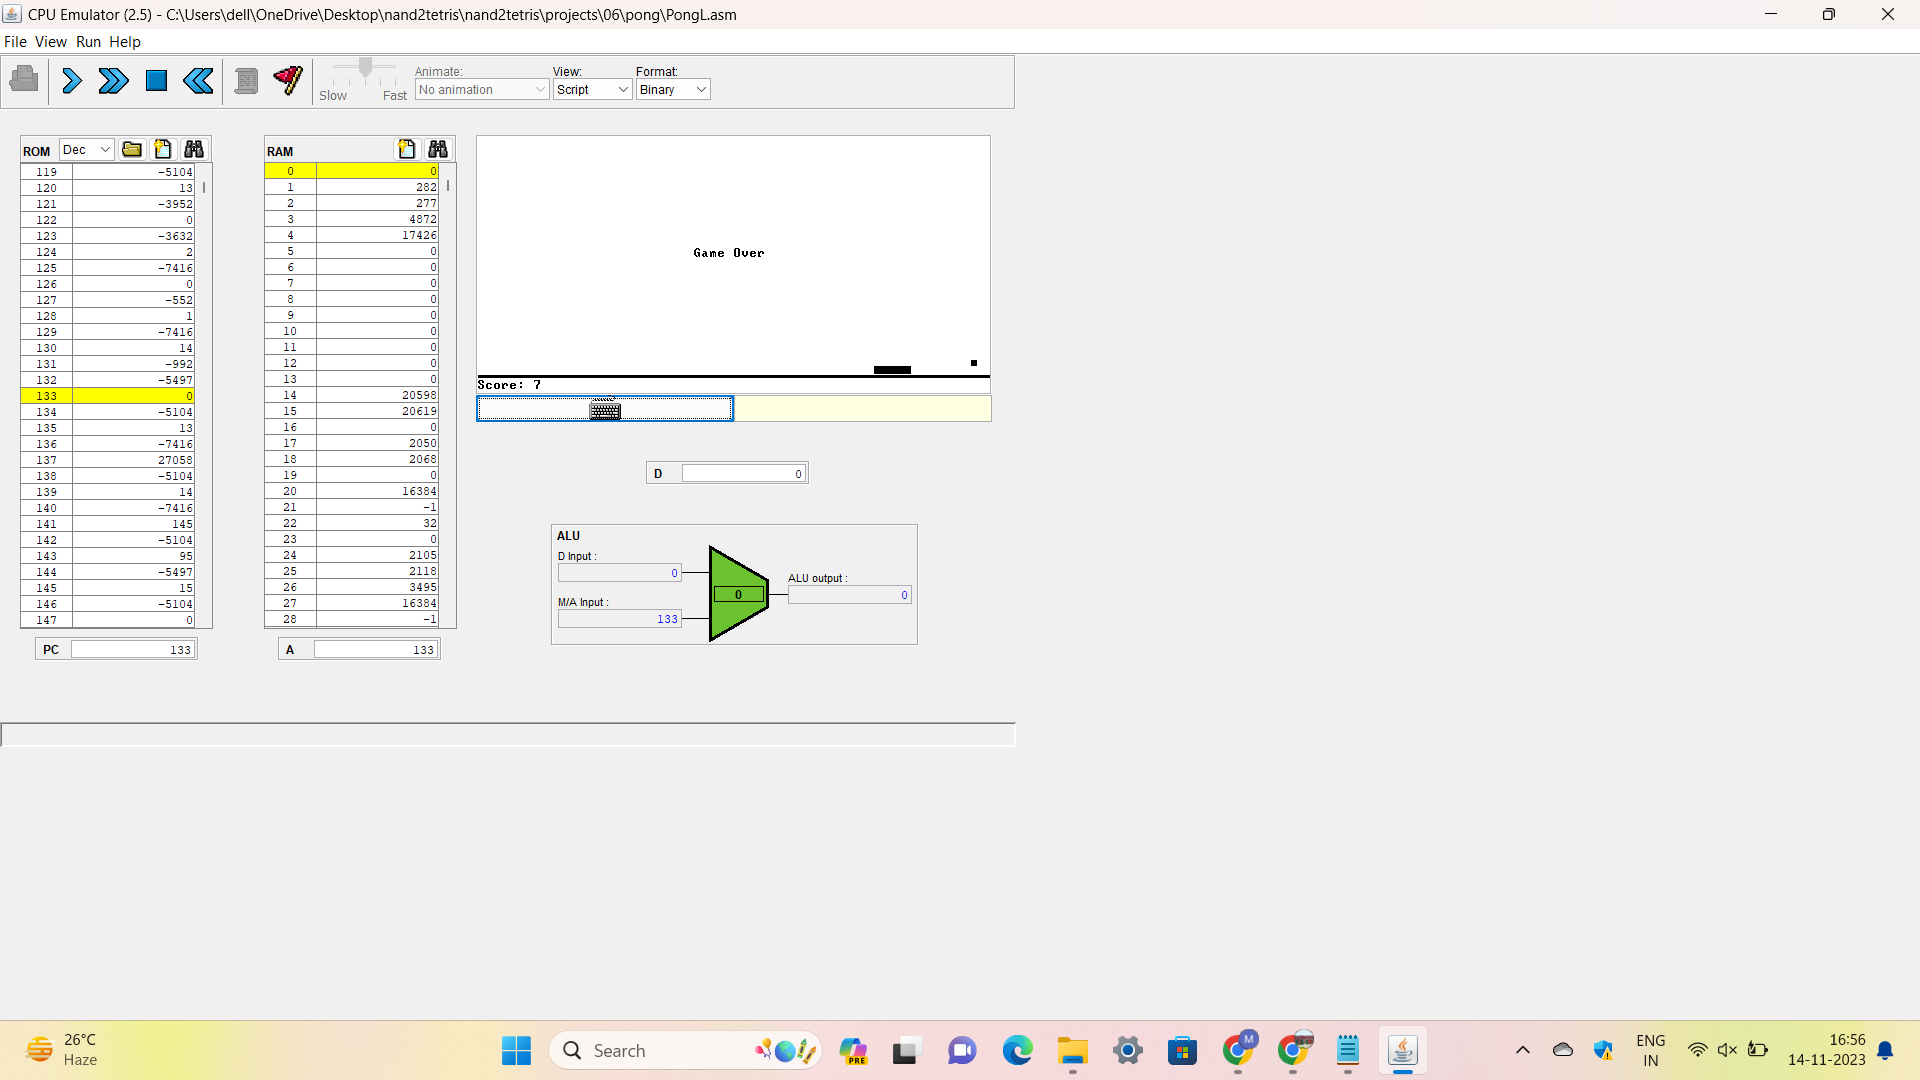 CPU Emulator (2.5) - C:\Users\dell\OneDrive\Desktop\nand2tetris\nand2tetris\projects\06\pong\PongL.asm
File View Run Help
Slow Fast
Animate:
No animation
View:
Script
Format:
Binary
ROM Dec
119 -5104
120 13
121 -3952
122 0
123 -3632
124 2
125 -7416
126 0
127 -552
128 1
129 -7416
130 14
131 -992
132 -5497
133 0
134 -5104
135 13
136 -7416
137 27058
138 -5104
139 14
140 -7416
141 145
142 -5104
143 95
144 -5497
145 15
146 -5104
147 0
PC 133
RAM
0 0
1 282
2 277
3 4872
4 17426
5 0
6 0
7 0
8 0
9 0
10 0
11 0
12 0
13 0
14 20598
15 20619
16 0
17 2050
18 2068
19 0
20 16384
21 -1
22 32
23 0
24 2105
25 2118
26 3495
27 16384
28 -1
A 133
Game Over
Score: 7
D 0
ALU
D Input :
0
M/A Input :
133
0
ALU output :
0
26°C
Haze
Search
PRE
M
ENG
IN
16:56
14-11-2023